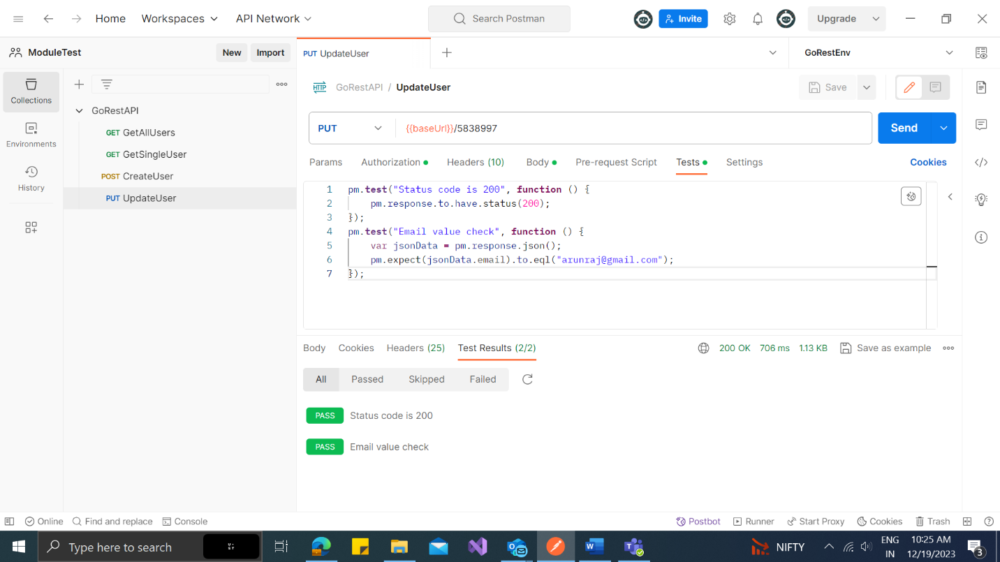 Home
Workspaces
API Network
Search Postman
Invite
Upgrade
ModuleTest
New
Import
PUT UpdateUser
GoRestEnv
Collections
Environments
History
GoRestAPI
GET GetAllUsers
GET GetSingleUser
POST CreateUser
PUT UpdateUser
HTTP GoRestAPI / UpdateUser
Save
PUT
{{baseUrl}}/5838997
Send
Params
Authorization
Headers (10)
Body
Pre-request Script
Tests
Settings
Cookies
1 pm.test("Status code is 200", function () {
2 pm.response.to.have.status(200);
3 });
4 pm.test("Email value check", function () {
5 var jsonData = pm.response.json();
6 pm.expect(jsonData.email).to.eql("arunraj@gmail.com");
7 });
Body
Cookies
Headers (25)
Test Results (2/2)
200 OK
706 ms
1.13 KB
Save as example
All
Passed
Skipped
Failed
PASS Status code is 200
PASS Email value check
Online
Find and replace
Console
Postbot
Runner
Start Proxy
Cookies
Trash
Type here to search
NIFTY
ENG
IN
10:25 AM
12/19/2023
3